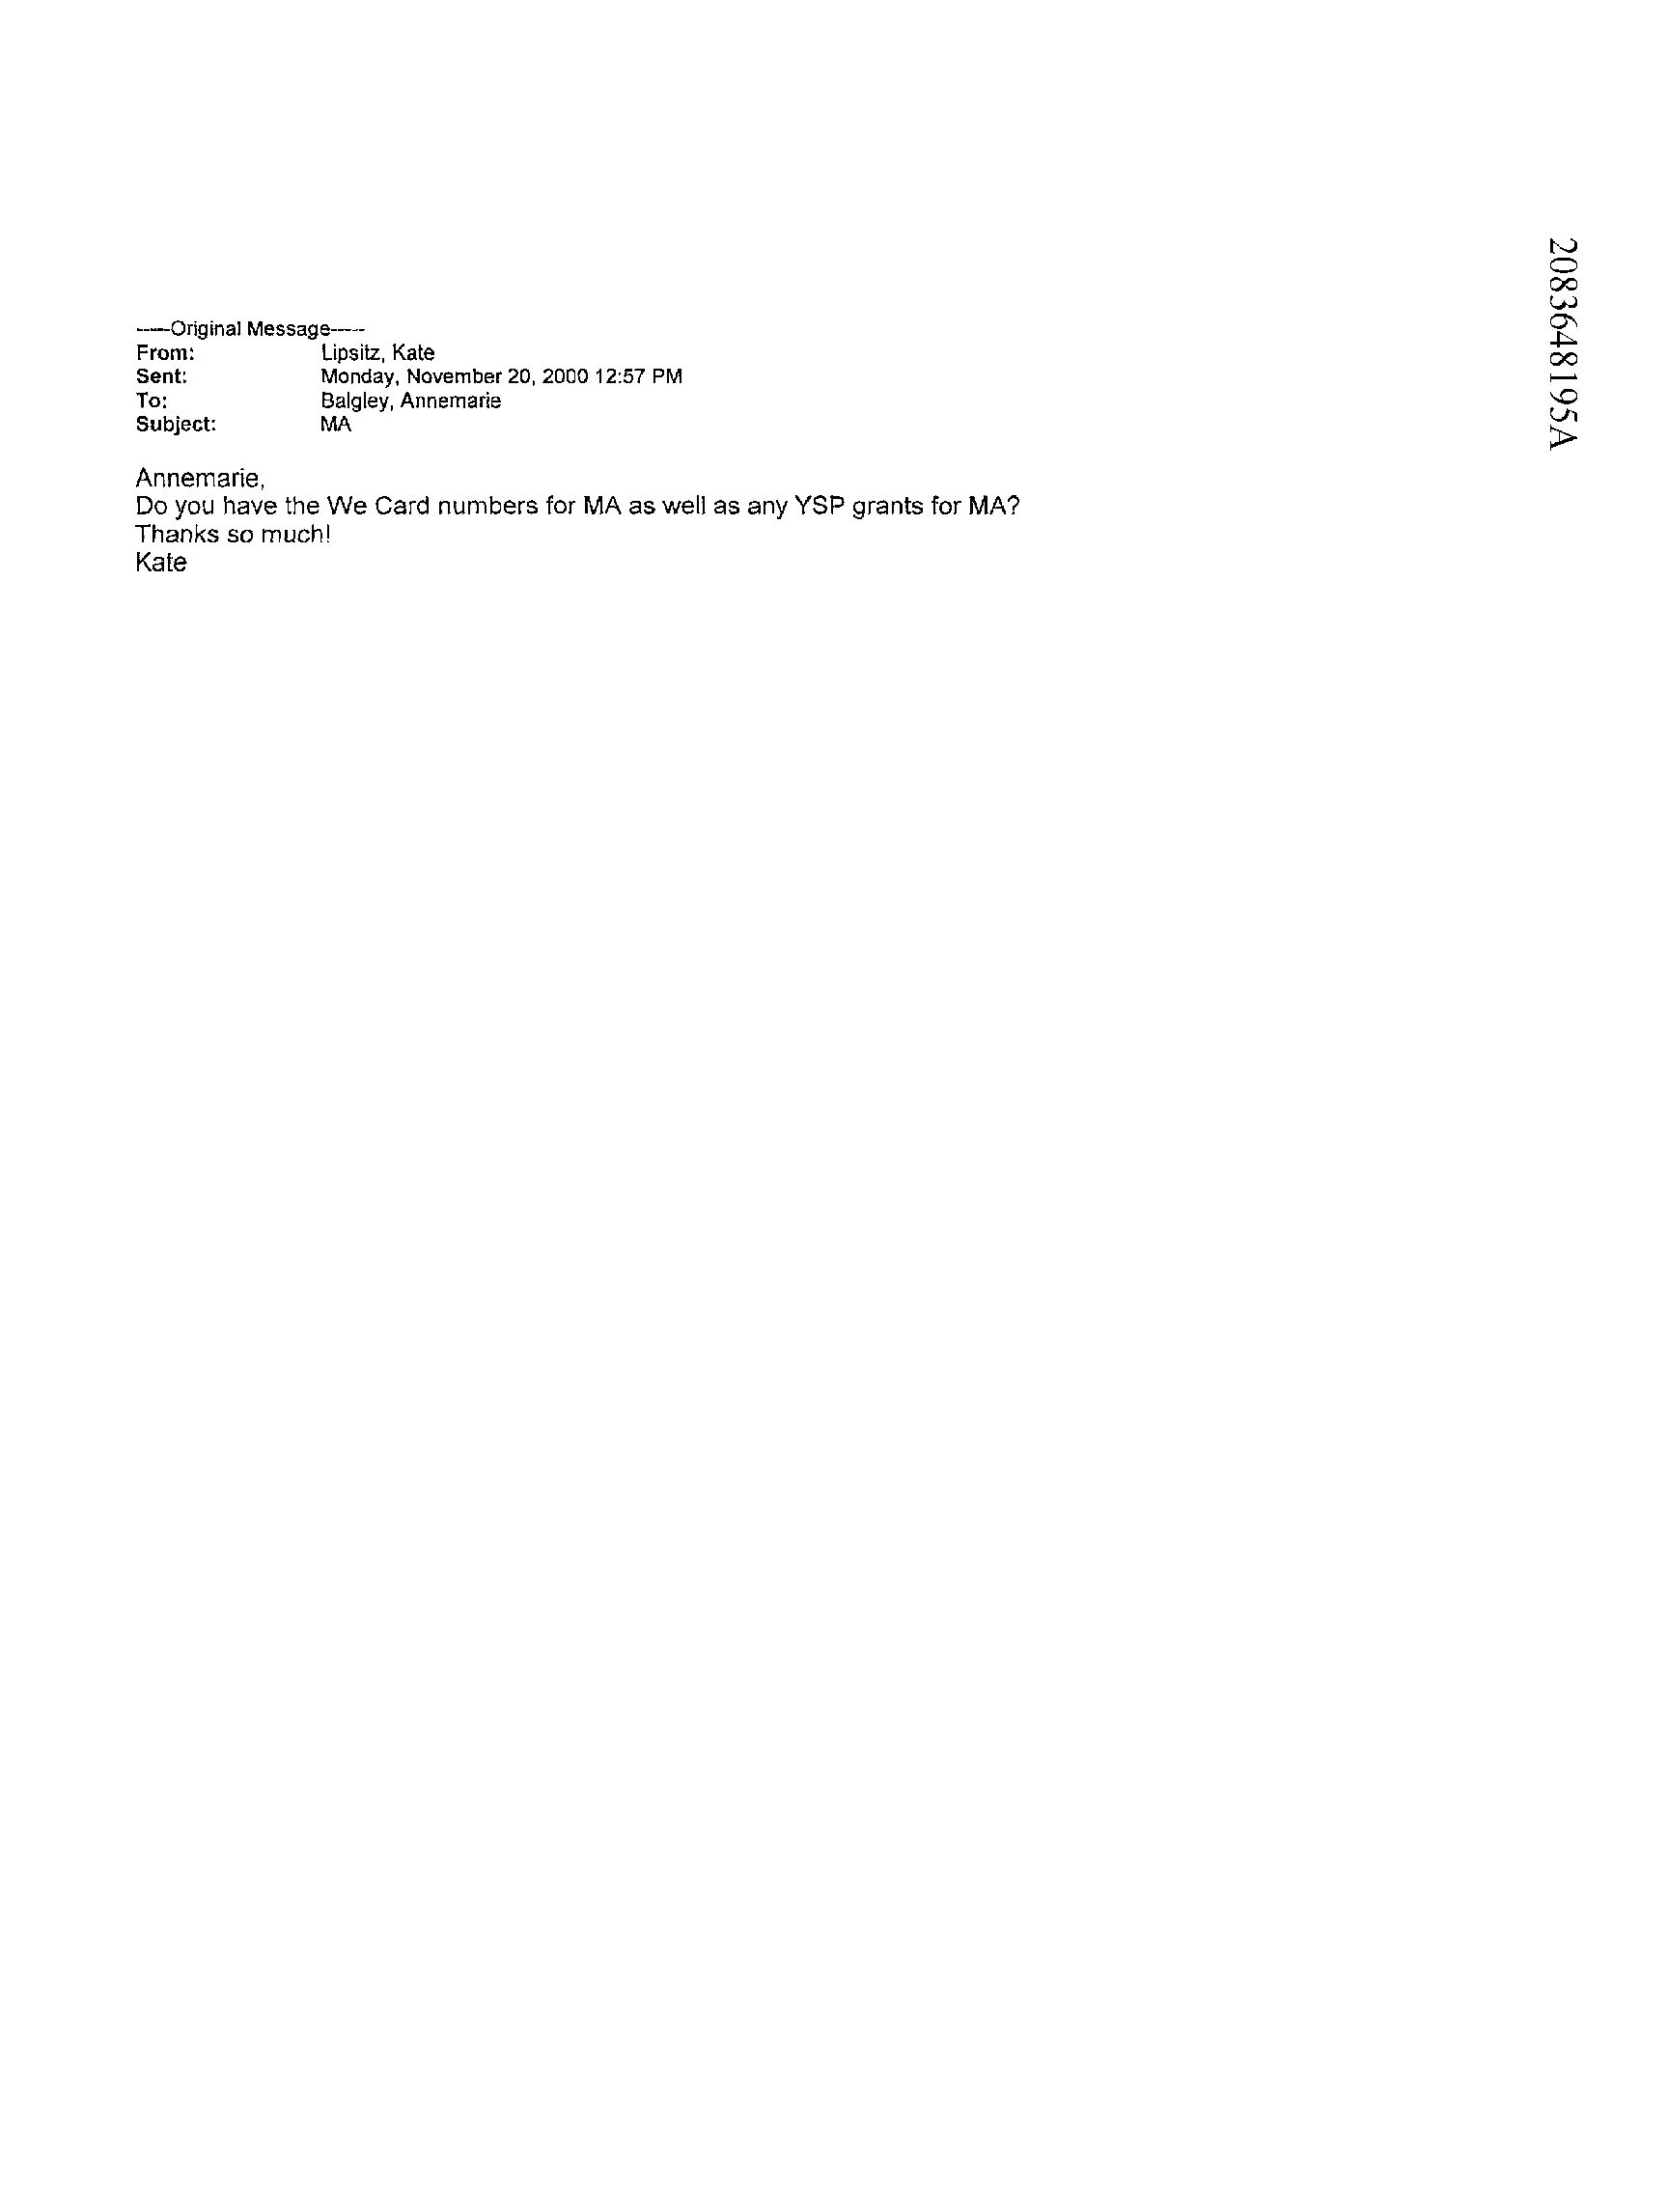 2083648195A
-----Original Message-----
From: Lipsitz, Kate
Sent: Monday, November 20, 2000 12:57 PM
To: Balgley, Annemarie
Subject: MA
Annemarie,
Do you have the We Card numbers for MA as well as any YSP grants for MA?
Thanks so much!
Kate